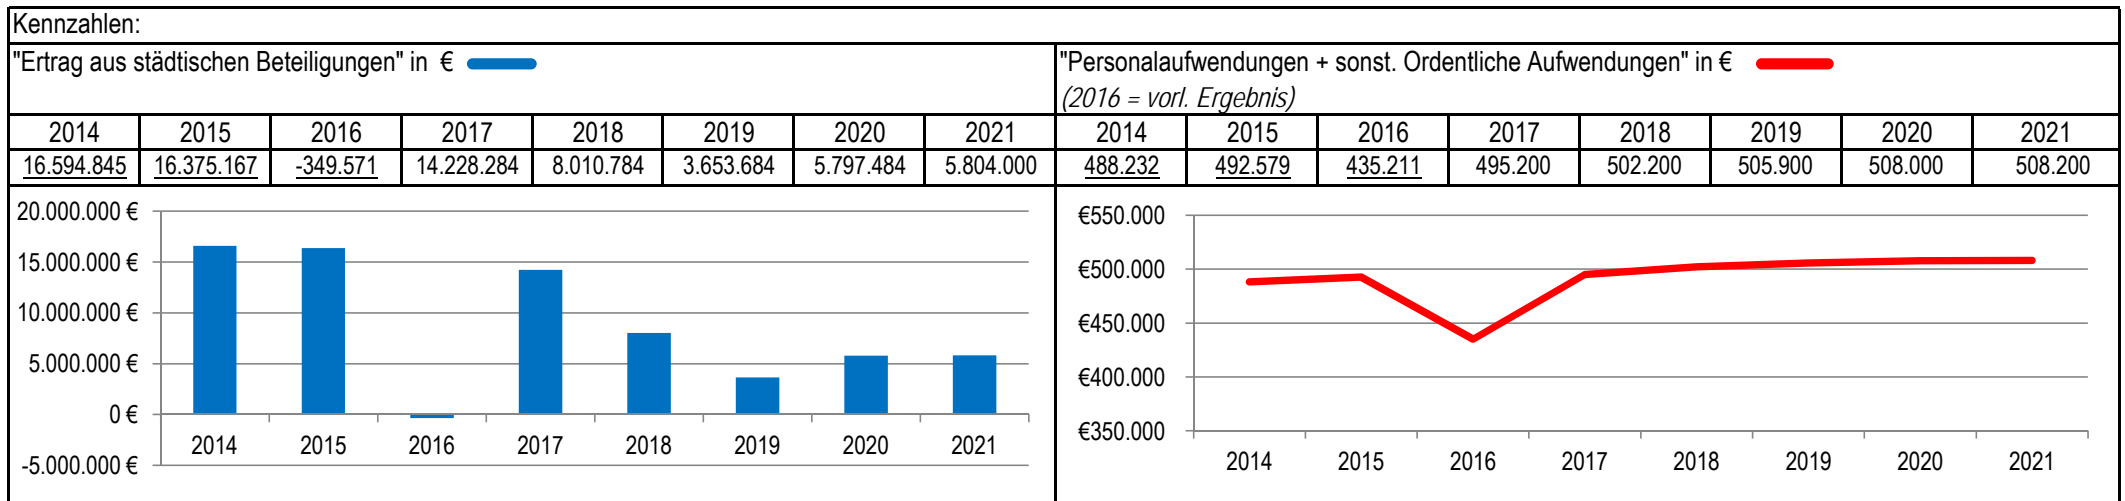 Kennzahlen:
"Ertrag aus städtischen Beteiligungen" in €
"Personalaufwendungen + sonst. Ordentliche Aufwendungen" in €
(2016 = vorl. Ergebnis)
2014 2015 2016 2017 2018 2019 2020 2021 2014 2015 2016 2017 2018 2019 2020 2021
16.594.845 16.375.167 -349.571 14.228.284 8.010.784 3.653.684 5.797.484 5.804.000 488.232 492.579 435.211 495.200 502.200 505.900 508.000 508.200
20.000.000 €
15.000.000 €
10.000.000 €
5.000.000 €
0 €
-5.000.000 €
2014 2015 2016 2017 2018 2019 2020 2021
€550.000
€500.000
€450.000
€400.000
€350.000
2014 2015 2016 2017 2018 2019 2020 2021